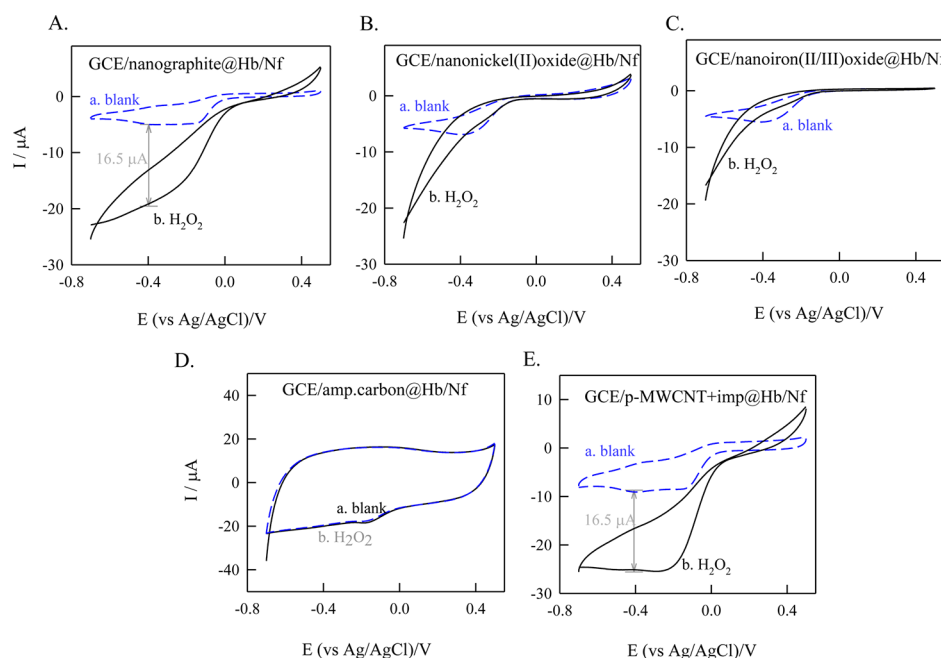 A.
B.
C.
GCE/nanographite@Hb/Nf
GCE/nanonickel(II)oxide@Hb/Nf
GCE/nanoiron(II/III)oxide@Hb/Nf
I / µA
0
-10
-20
-30
a. blank
16.5 µA
b. H₂O₂
-0.8
-0.4
0.0
0.4
E (vs Ag/AgCl)/V
0
-10
-20
-30
a. blank
b. H₂O₂
-0.8
-0.4
0.0
0.4
E (vs Ag/AgCl)/V
0
-10
-20
-30
a. blank
b. H₂O₂
-0.8
-0.4
0.0
0.4
E (vs Ag/AgCl)/V
D.
E.
GCE/amp.carbon@Hb/Nf
GCE/p-MWCNT+imp@Hb/Nf
I / µA
40
20
0
-20
-40
a. blank
b. H₂O₂
-0.8
-0.4
0.0
0.4
E (vs Ag/AgCl)/V
10
0
-10
-20
-30
a. blank
16.5 µA
b. H₂O₂
-0.8
-0.4
0.0
0.4
E (vs Ag/AgCl)/V